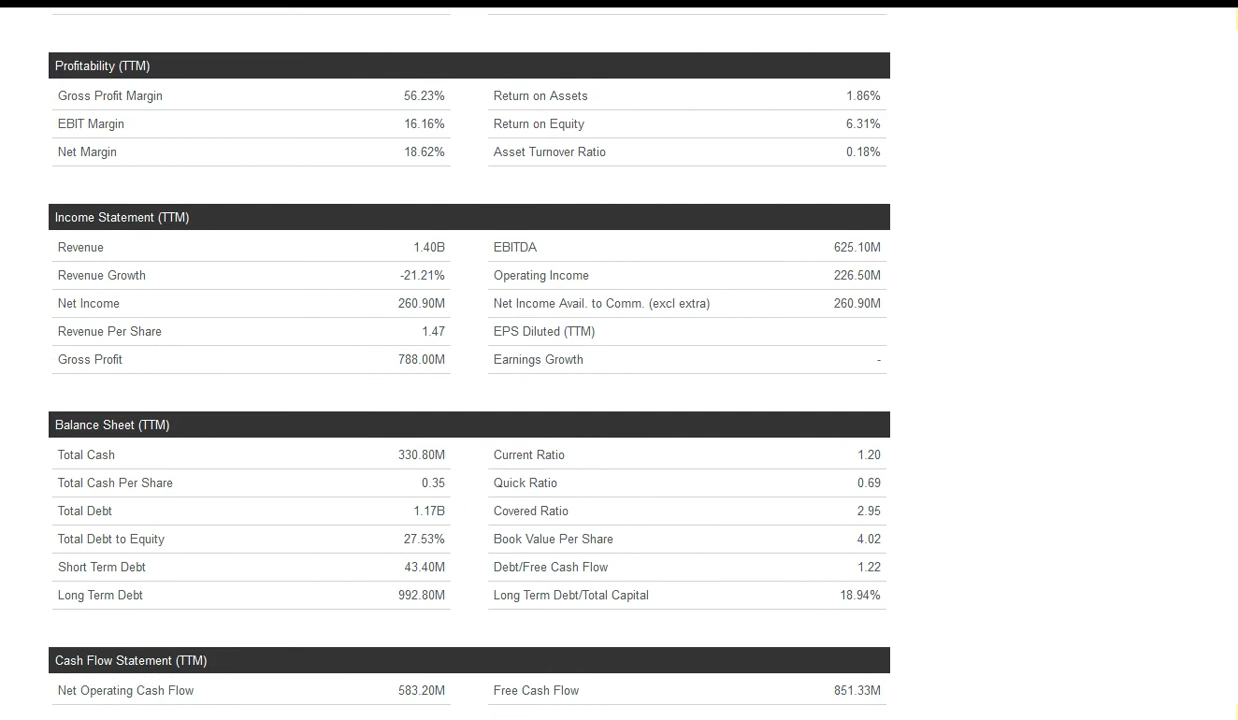 Profitability (TTM)
Gross Profit Margin 56.23% Return on Assets 1.86%
EBIT Margin 16.16% Return on Equity 6.31%
Net Margin 18.62% Asset Turnover Ratio 0.18%
Income Statement (TTM)
Revenue 1.40B EBITDA 625.10M
Revenue Growth -21.21% Operating Income 226.50M
Net Income 260.90M Net Income Avail. to Comm. (excl extra) 260.90M
Revenue Per Share 1.47 EPS Diluted (TTM)
Gross Profit 788.00M Earnings Growth -
Balance Sheet (TTM)
Total Cash 330.80M Current Ratio 1.20
Total Cash Per Share 0.35 Quick Ratio 0.69
Total Debt 1.17B Covered Ratio 2.95
Total Debt to Equity 27.53% Book Value Per Share 4.02
Short Term Debt 43.40M Debt/Free Cash Flow 1.22
Long Term Debt 992.80M Long Term Debt/Total Capital 18.94%
Cash Flow Statement (TTM)
Net Operating Cash Flow 583.20M Free Cash Flow 851.33M